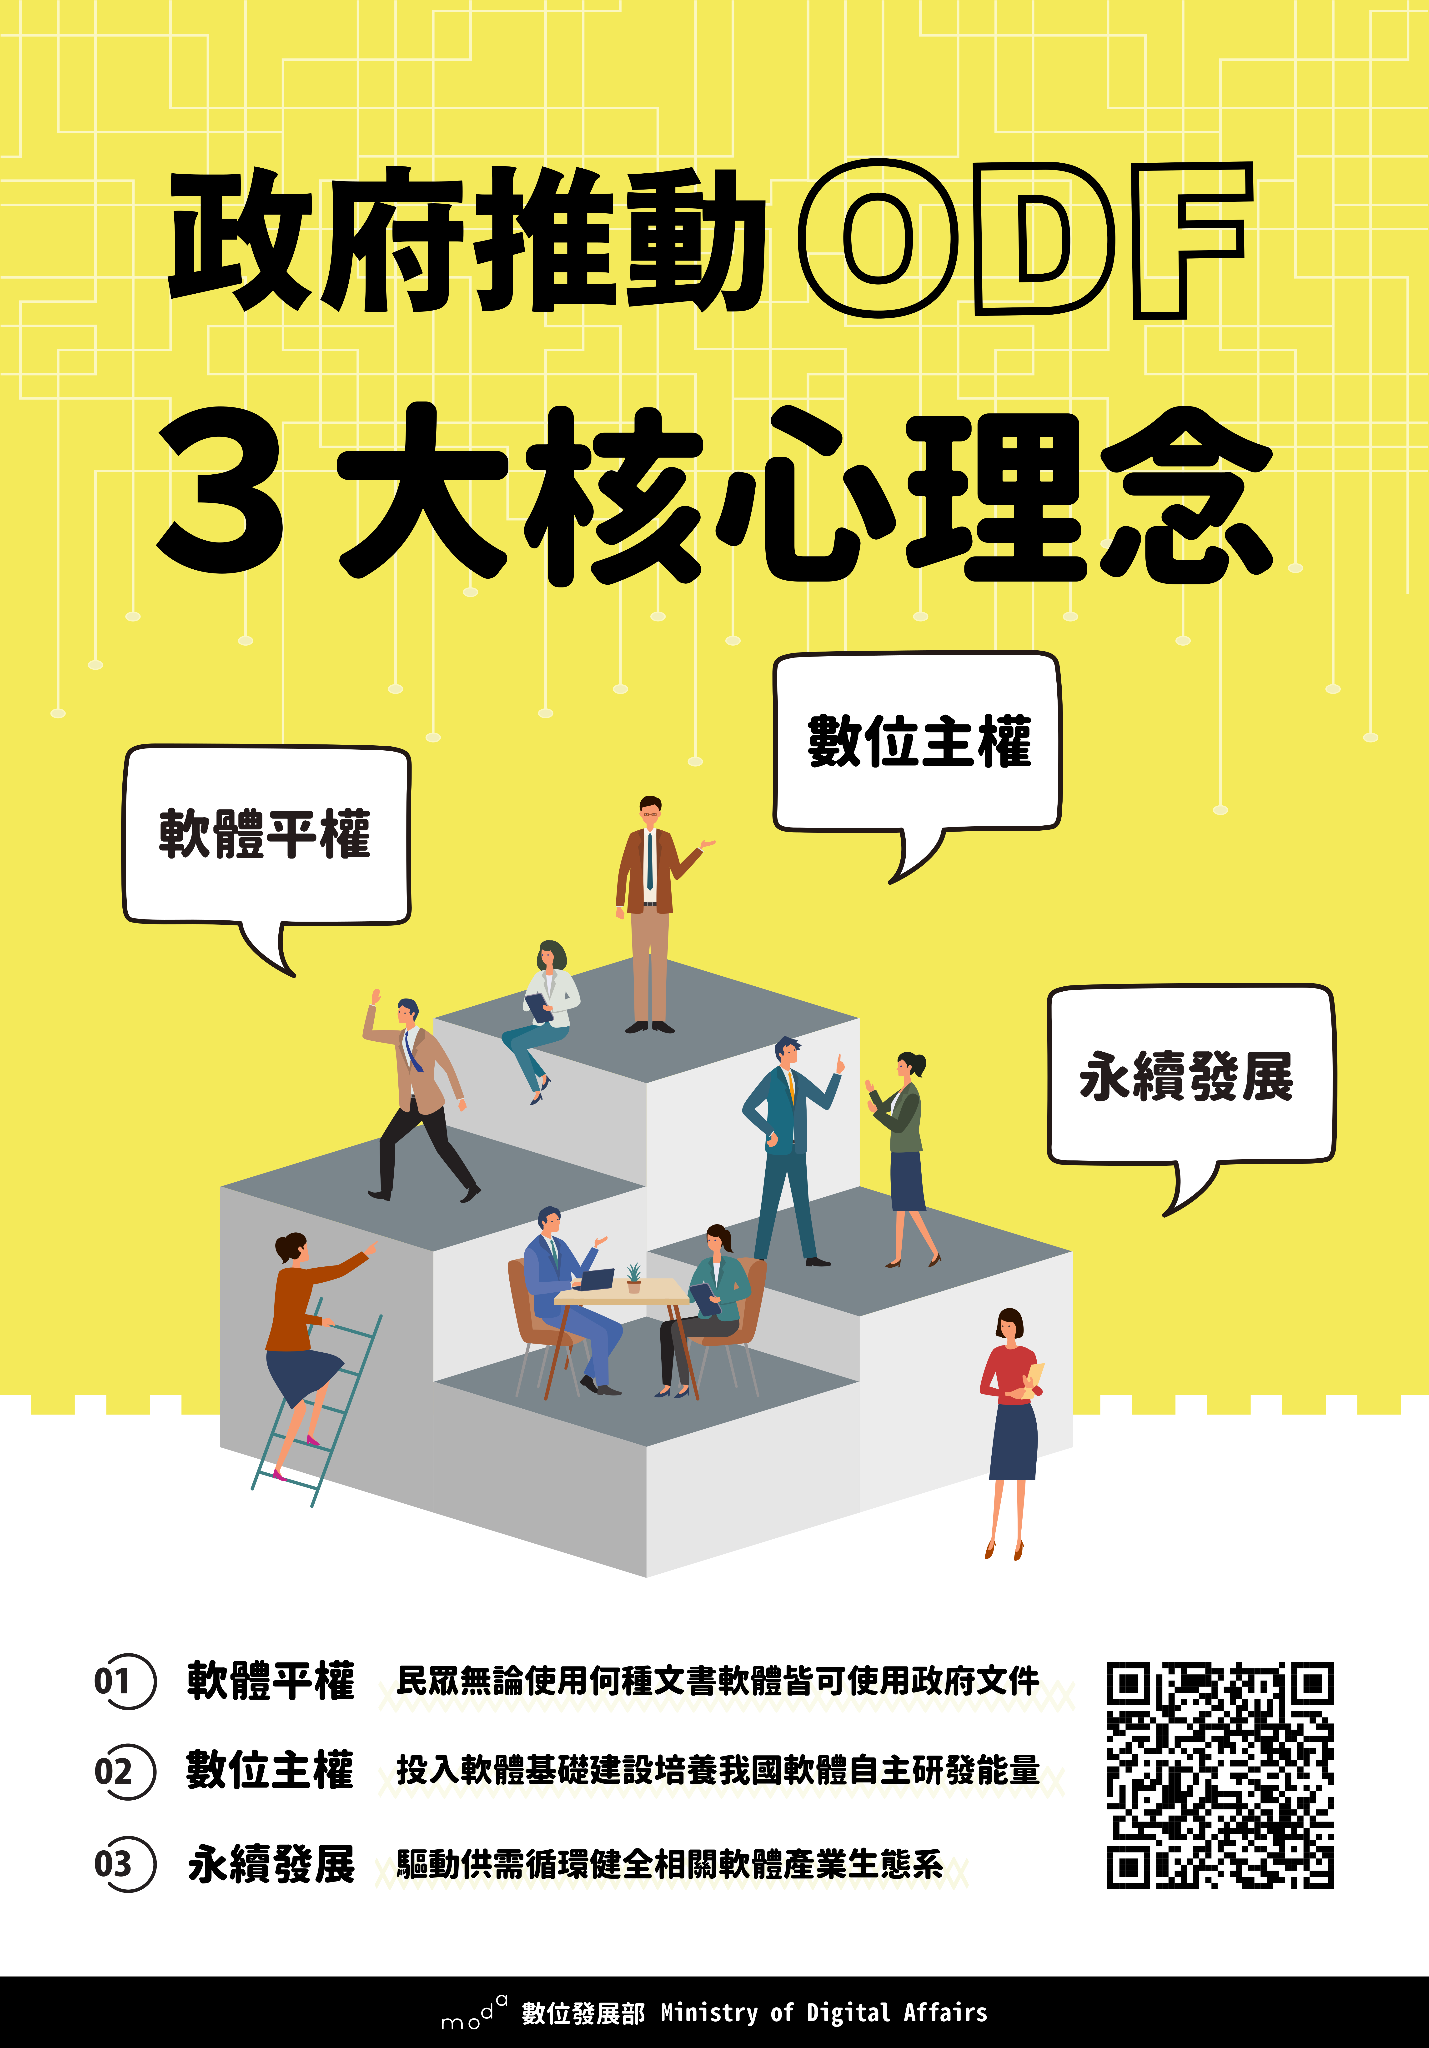 政府推動ODF
3大核心理念
數位主權
軟體平權
永續發展
01 軟體平權 民眾無論使用何種文書軟體皆可使用政府文件
02 數位主權 投入軟體基礎建設培養我國軟體自主研發能量
03 永續發展 驅動供需循環健全相關軟體產業生態系
moda 數位發展部 Ministry of Digital Affairs